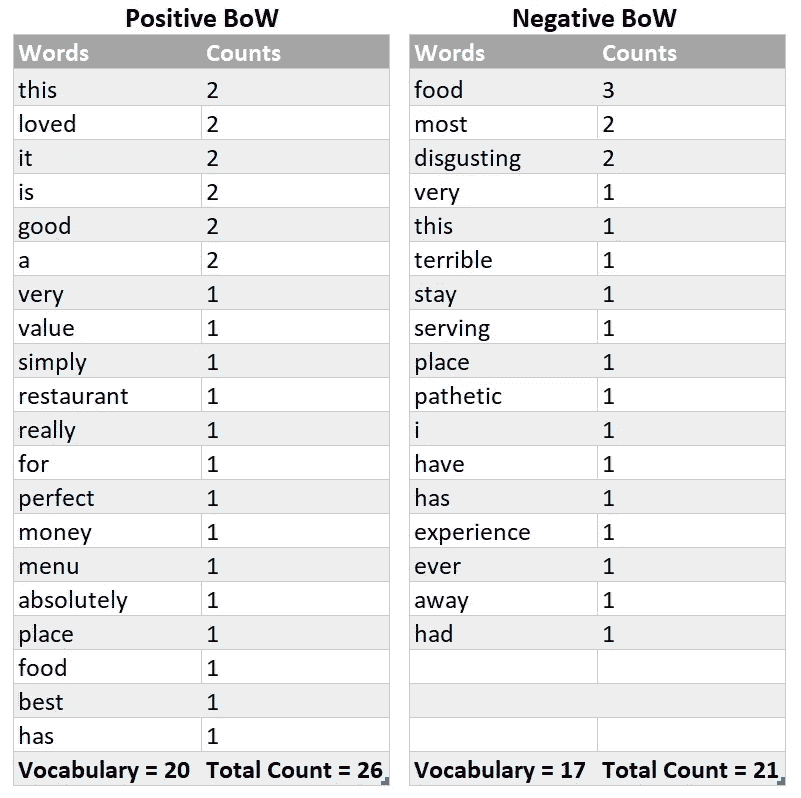 Positive BoW
Words Counts
this 2
loved 2
it 2
is 2
good 2
a 2
very 1
value 1
simply 1
restaurant 1
really 1
for 1
perfect 1
money 1
menu 1
absolutely 1
place 1
food 1
best 1
has 1
Vocabulary = 20 Total Count = 26
Negative BoW
Words Counts
food 3
most 2
disgusting 2
very 1
this 1
terrible 1
stay 1
serving 1
place 1
pathetic 1
i 1
have 1
has 1
experience 1
ever 1
away 1
had 1
Vocabulary = 17 Total Count = 21